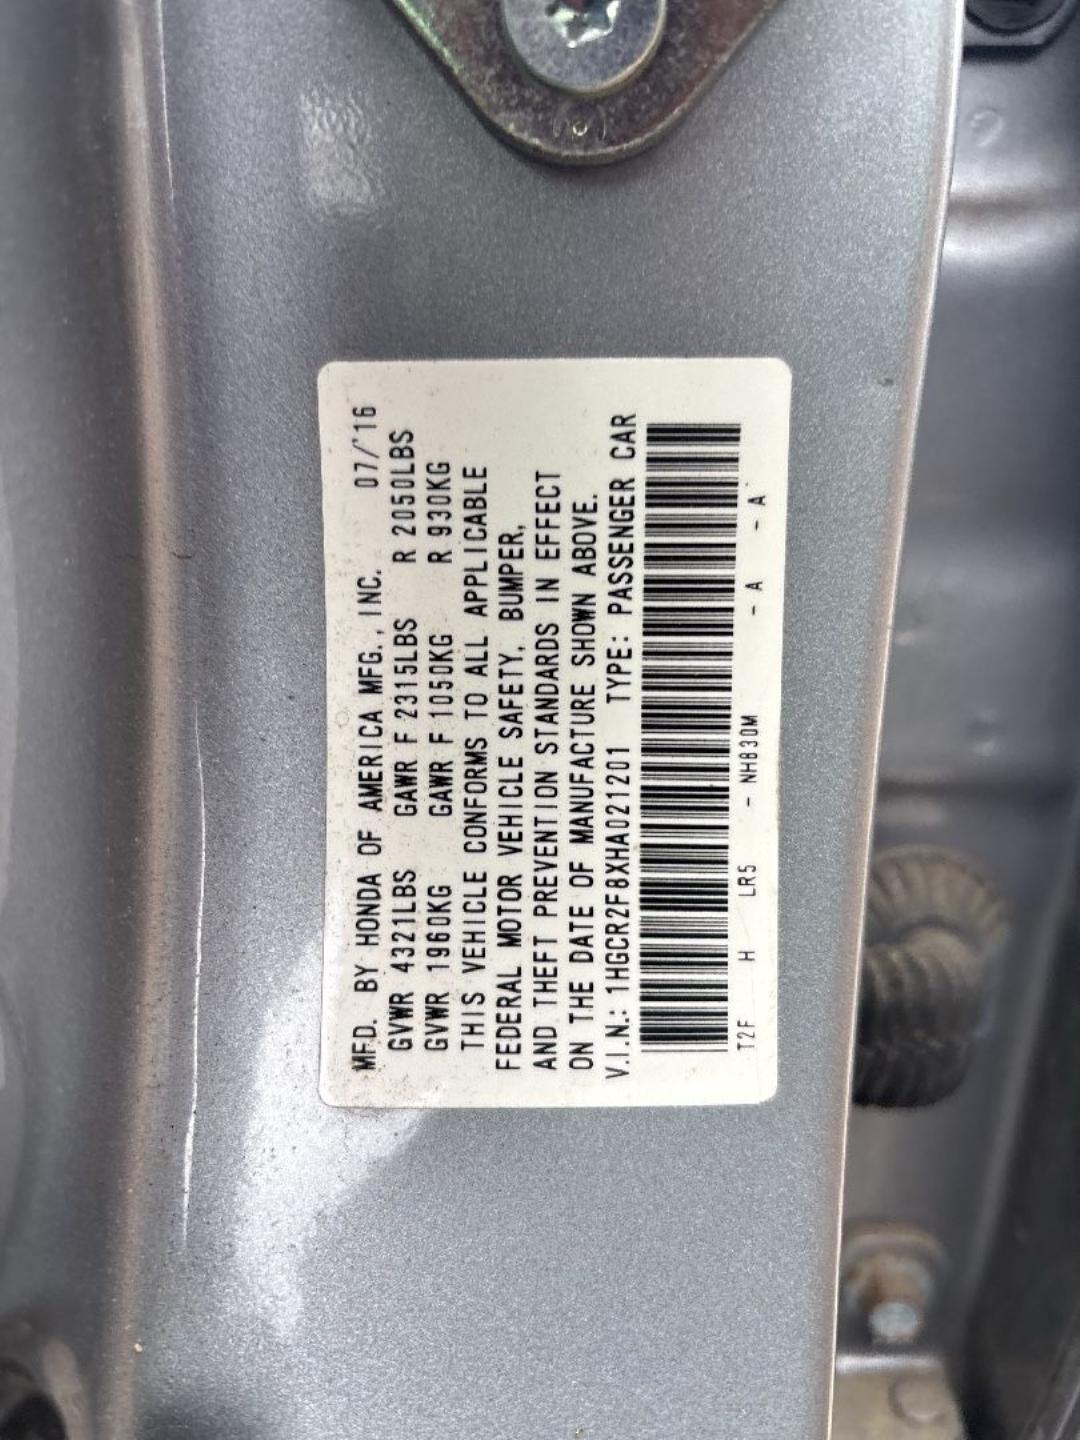 MFD. BY HONDA OF AMERICA MFG., INC. 07/'16
GVWR 4321LBS GAWR F 2315LBS R 2050LBS
GVWR 1960KG GAWR F 1050KG R 930KG
THIS VEHICLE CONFORMS TO ALL APPLICABLE
FEDERAL MOTOR VEHICLE SAFETY, BUMPER,
AND THEFT PREVENTION STANDARDS IN EFFECT
ON THE DATE OF MANUFACTURE SHOWN ABOVE.
V.I.N.: 1HGCR2F8XHA021201 TYPE: PASSENGER CAR
T2F H LR5 - NH830M - A - A